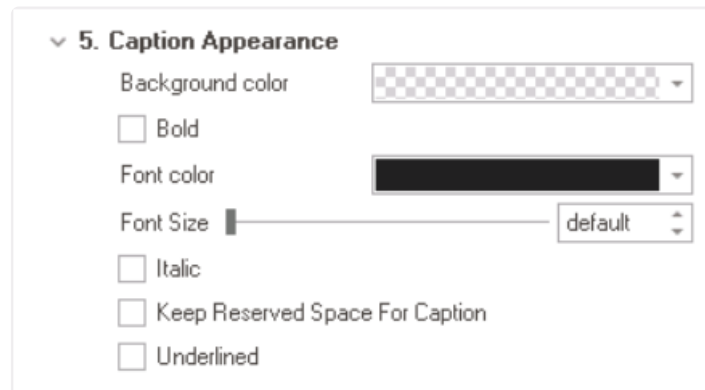 5. Caption Appearance
Background color
Bold
Font color
Font Size default
Italic
Keep Reserved Space For Caption
Underlined